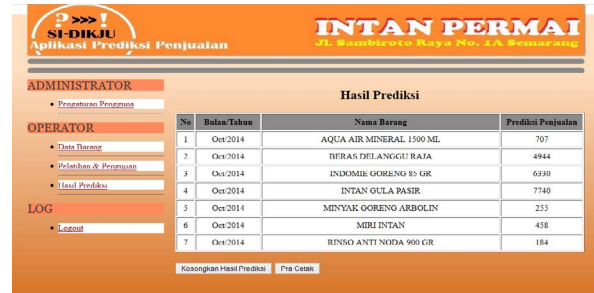 ? >>> !
SI-DIKJU
Aplikasi Prediksi Penjualan
INTAN PERMAI
Jl. Sambiroto Raya No. 1A Semarang
ADMINISTRATOR
Pengaturan Pengguna
OPERATOR
Data Barang
Pelatihan & Pengujian
Hasil Prediksi
LOG
Logout
Hasil Prediksi
No Bulan/Tahun Nama Barang Prediksi Penjualan
1 Oct/2014 AQUA AIR MINERAL 1500 ML 707
2 Oct/2014 BERAS DELANGGU RAJA 4944
3 Oct/2014 INDOMIE GORENG 85 GR 6330
4 Oct/2014 INTAN GULA PASIR 7740
5 Oct/2014 MINYAK GORENG ARBOLIN 255
6 Oct/2014 MIRI INTAN 458
7 Oct/2014 RINSO ANTI NODA 900 GR 184
Kosongkan Hasil Prediksi Pra Cetak